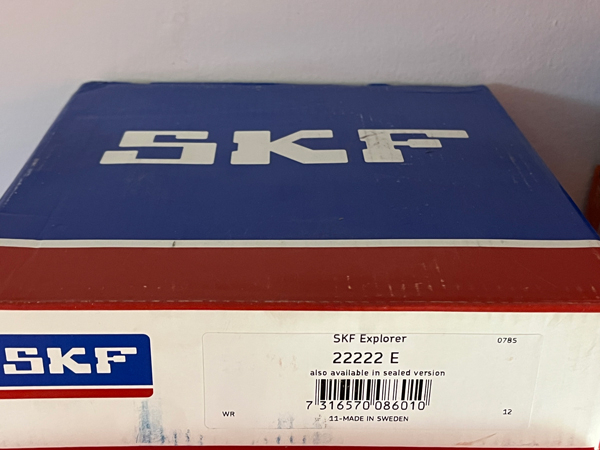 SKF
SKF
SKF Explorer
078S
22222 E
also available in sealed version
7 316570 086010
WR
11-MADE IN SWEDEN
12